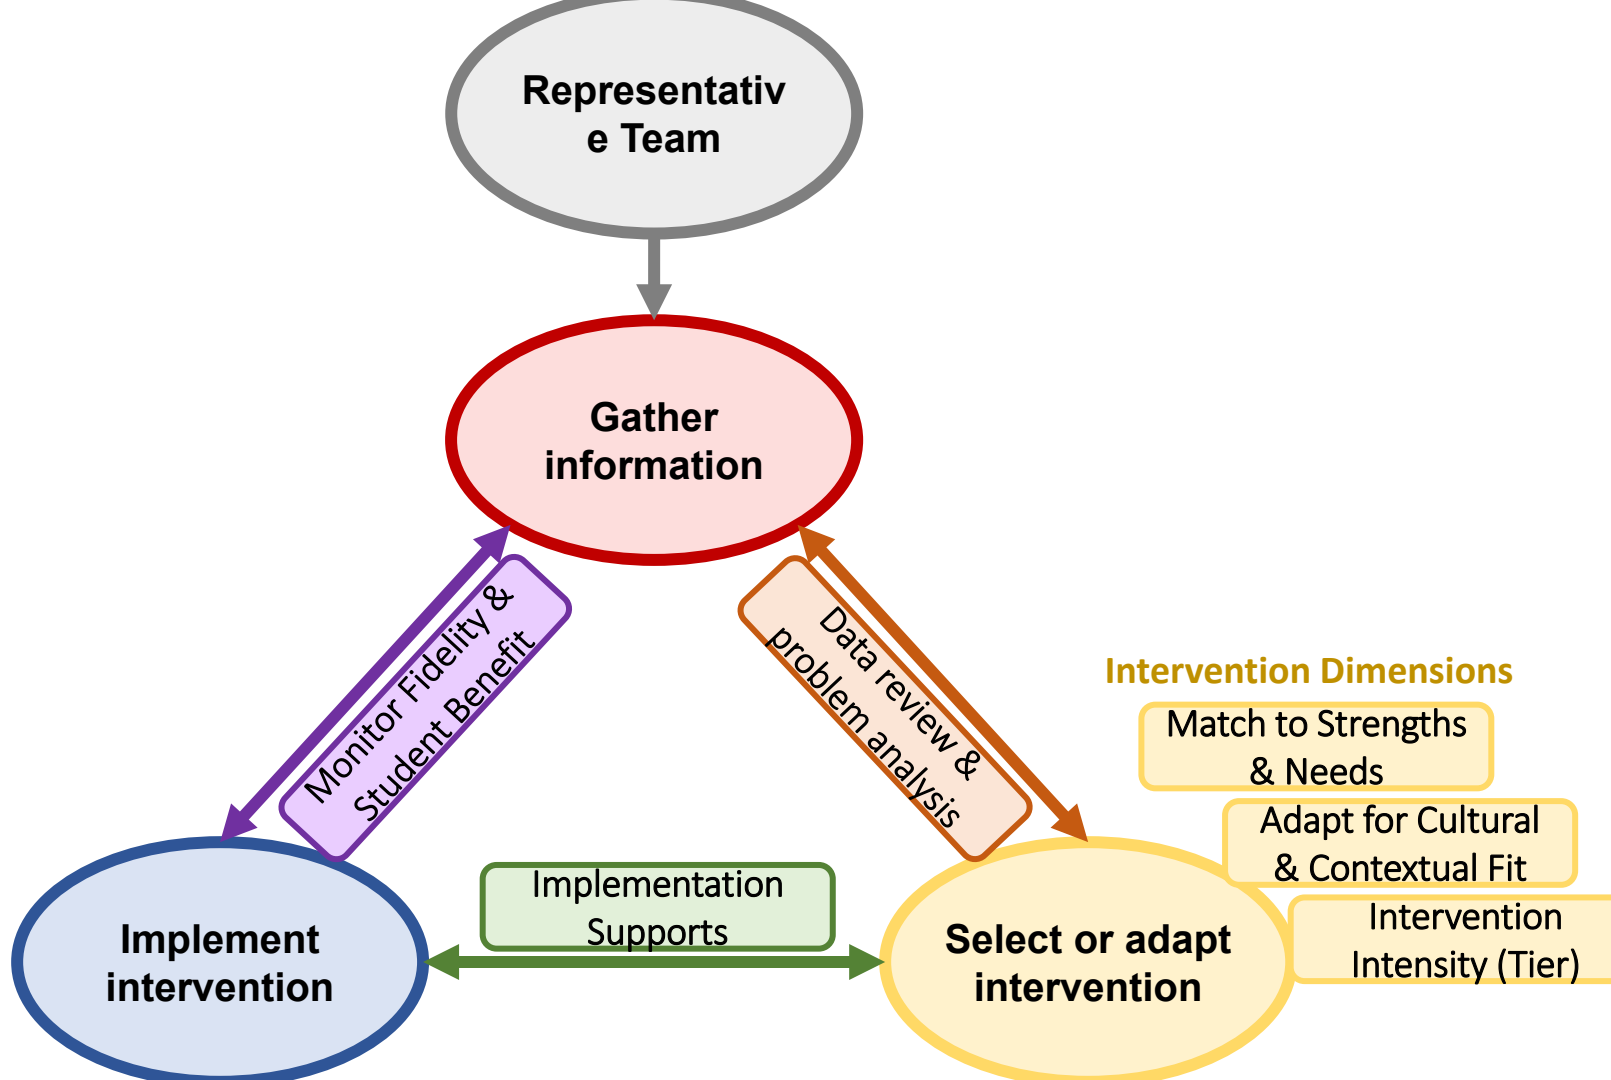 Representativ
e Team
Gather
information
Monitor Fidelity &
Student Benefit
Data review &
problem analysis
Intervention Dimensions
Match to Strengths
& Needs
Adapt for Cultural
& Contextual Fit
Intervention
Intensity (Tier)
Implementation
Supports
Implement
intervention
Select or adapt
intervention